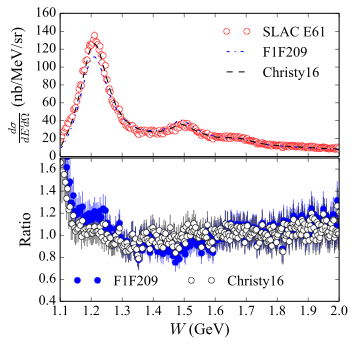 160
140
120
100
80
60
40
20
0
dσ/dE′dΩ (nb/MeV/sr)
SLAC E61
F1F209
Christy16
1.6
1.4
1.2
1.0
0.8
0.6
0.4
Ratio
F1F209 Christy16
1.1 1.2 1.3 1.4 1.5 1.6 1.7 1.8 1.9 2.0
W (GeV)